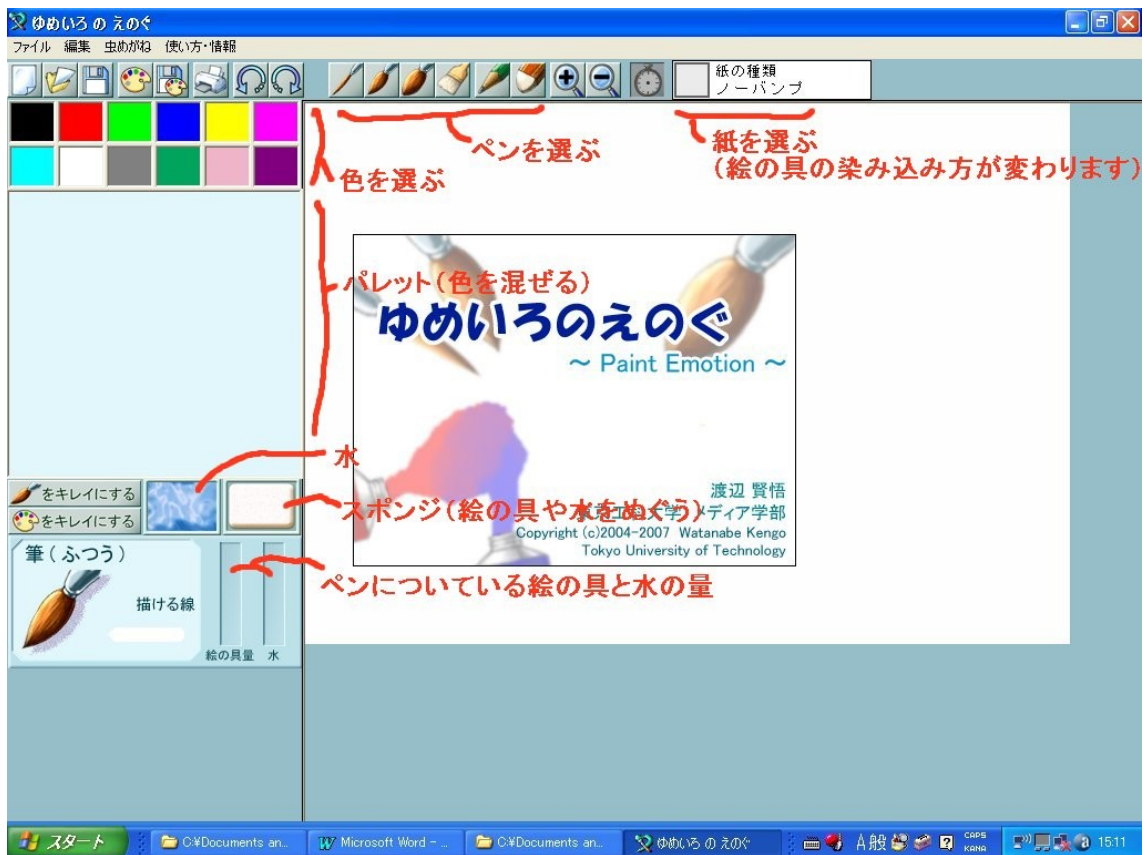 ゆめいろ の えのぐ
ファイル 編集 虫めがね 使い方・情報
紙の種類
ノーバンプ
ペンを選ぶ
紙を選ぶ
(絵の具の染み込み方が変わります)
色を選ぶ
パレット(色を混ぜる)
ゆめいろのえのぐ
～ Paint Emotion ～
水
をキレイにする
をキレイにする
スポンジ(絵の具や水をぬぐう)
渡辺 賢悟
メディア学部
Copyright (c)2004-2007 Watanabe Kengo
Tokyo University of Technology
筆(ふつう)
描ける線
絵の具量 水
ペンについている絵の具と水の量
スタート C:¥Documents an... Microsoft Word - ... C:¥Documents an... ゆめいろ の えのぐ A 般 CAPS KANA 15:11